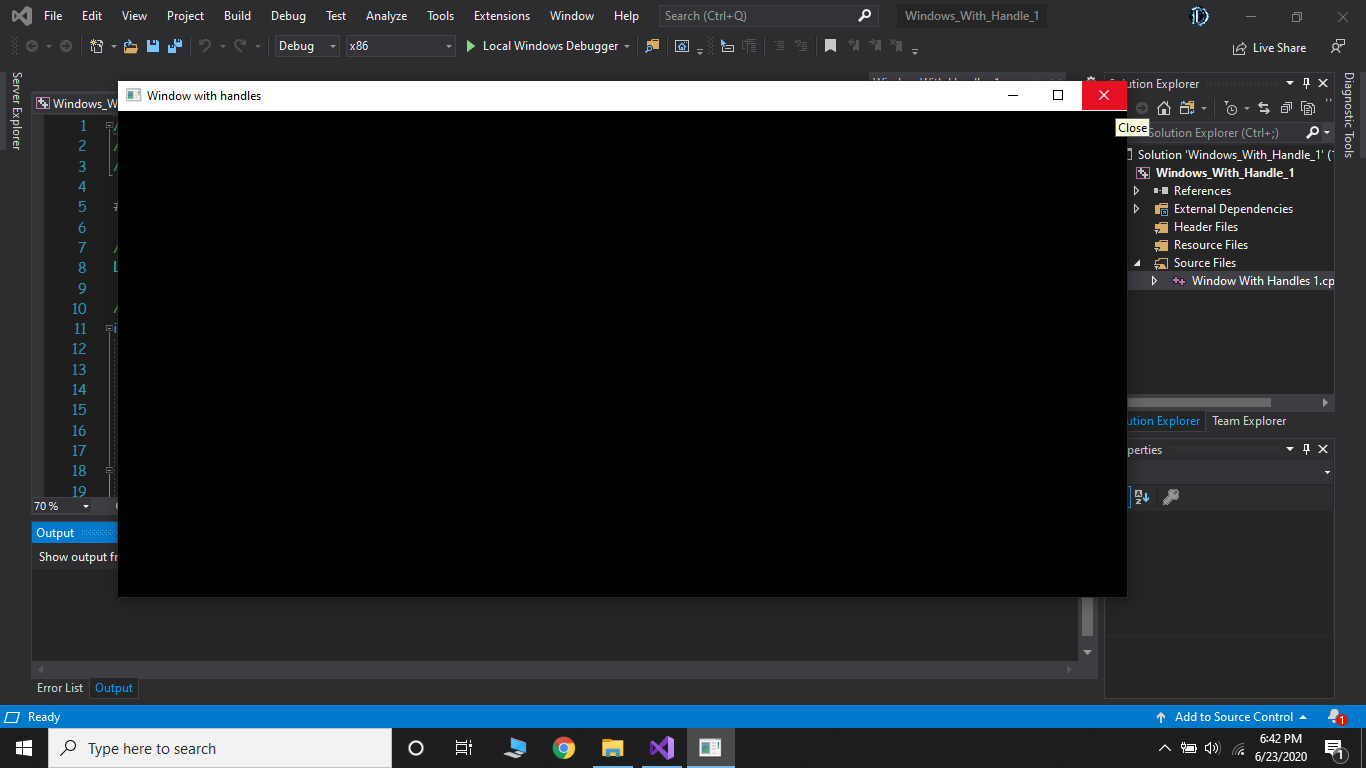 File Edit View Project Build Debug Test Analyze Tools Extensions Window Help Search (Ctrl+Q) Windows_With_Handle_1
Debug x86 Local Windows Debugger Live Share
Server Explorer
Diagnostic Tools
Window with handles
Close
Windows_W
1 /
2 /
3 /
4
5 #
6
7 /
8 L
9
10 /
11 i
12
13
14
15
16
17
18
19
70 %
Output
Show output fr
Error List Output
ution Explorer
Solution Explorer (Ctrl+;)
Solution 'Windows_With_Handle_1' (1
Windows_With_Handle_1
References
External Dependencies
Header Files
Resource Files
Source Files
Window With Handles 1.cp
ution Explorer Team Explorer
perties
Ready Add to Source Control 1
Type here to search
6:42 PM
6/23/2020
1